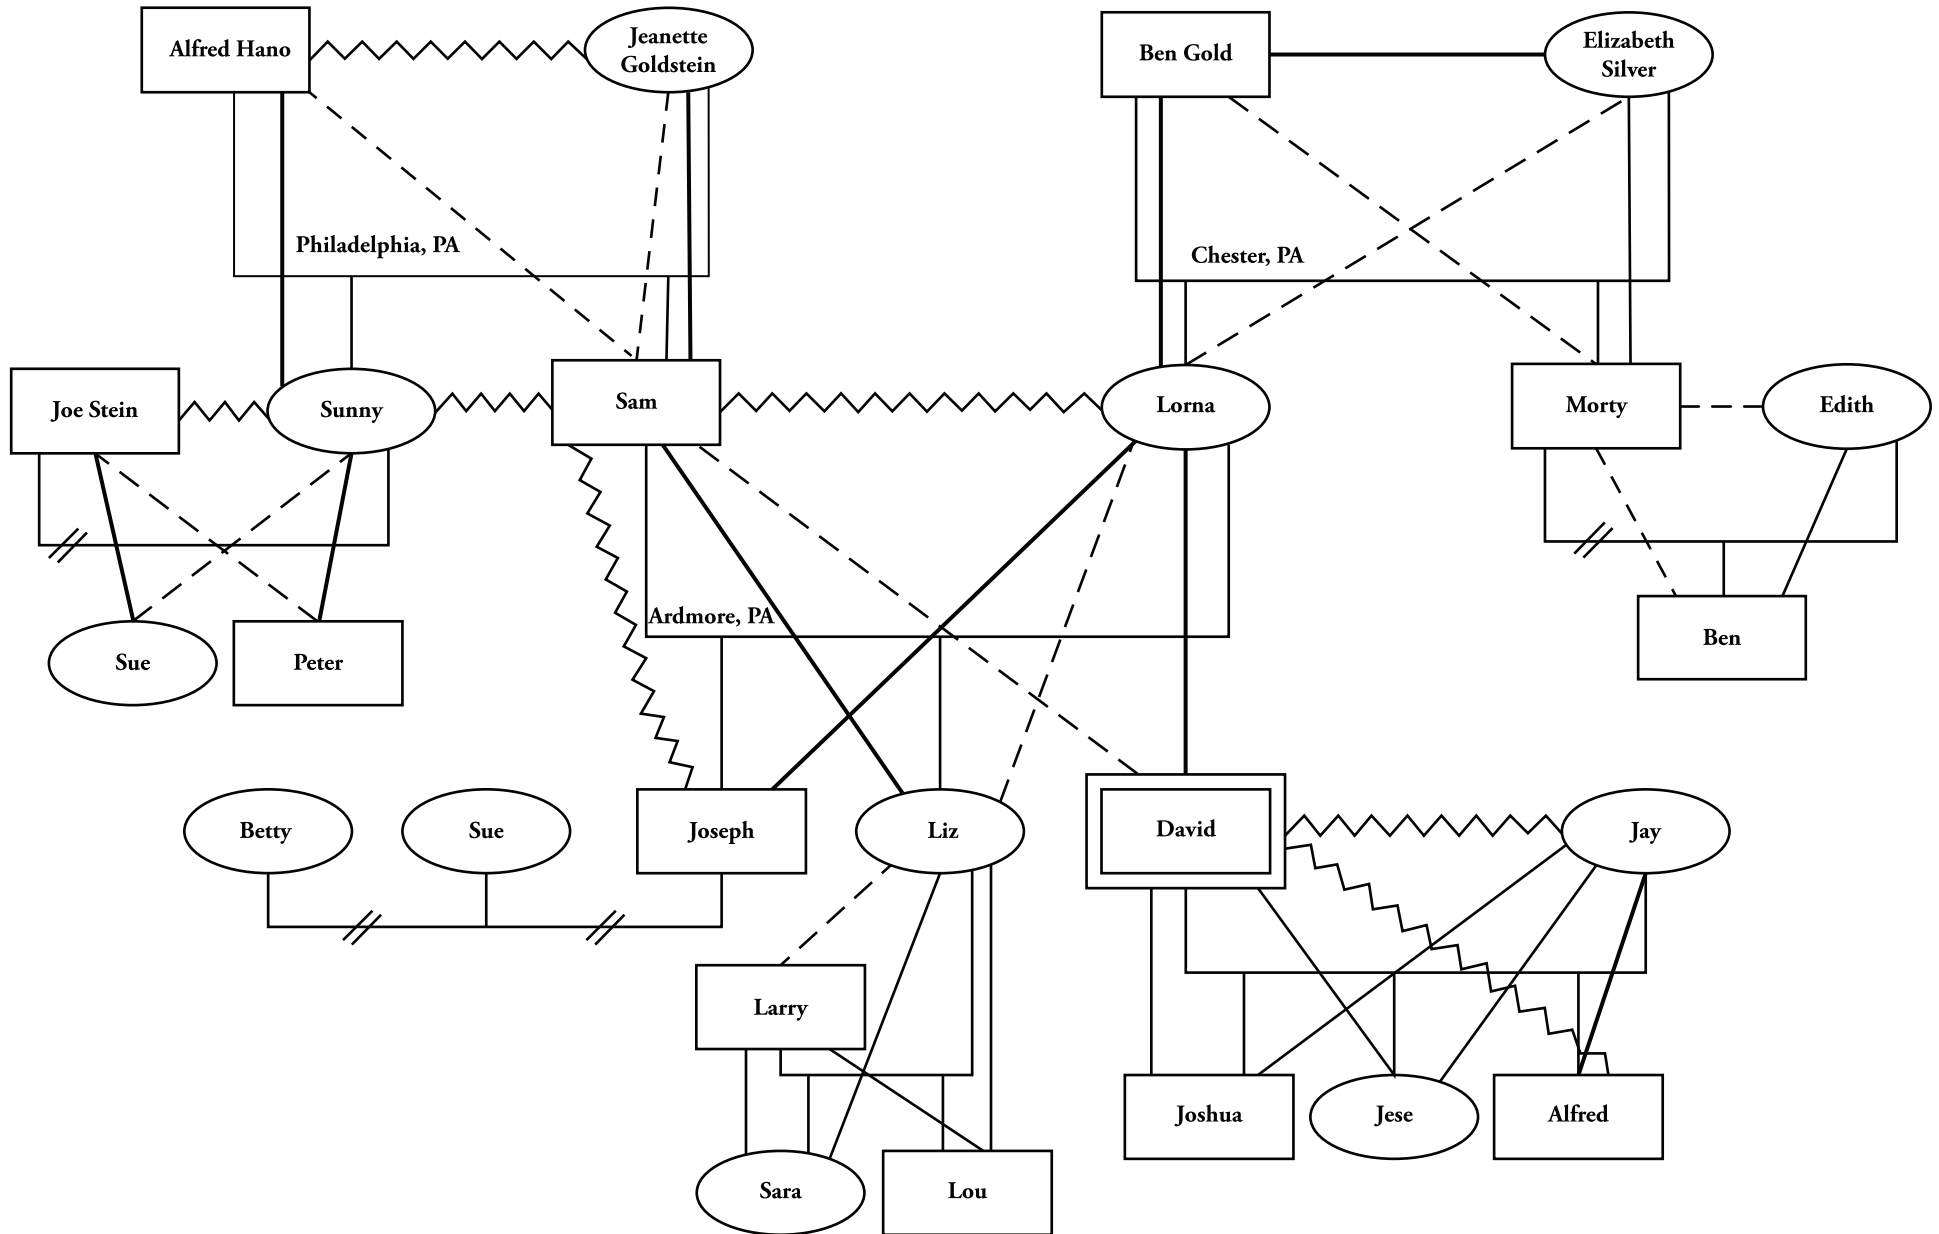 Alfred Hano
Jeanette
Goldstein
Ben Gold
Elizabeth
Silver
Philadelphia, PA
Chester, PA
Joe Stein
Sunny
Sam
Lorna
Morty
Edith
Ardmore, PA
Sue
Peter
Ben
Betty
Sue
Joseph
Liz
David
Jay
Larry
Joshua
Jese
Alfred
Sara
Lou